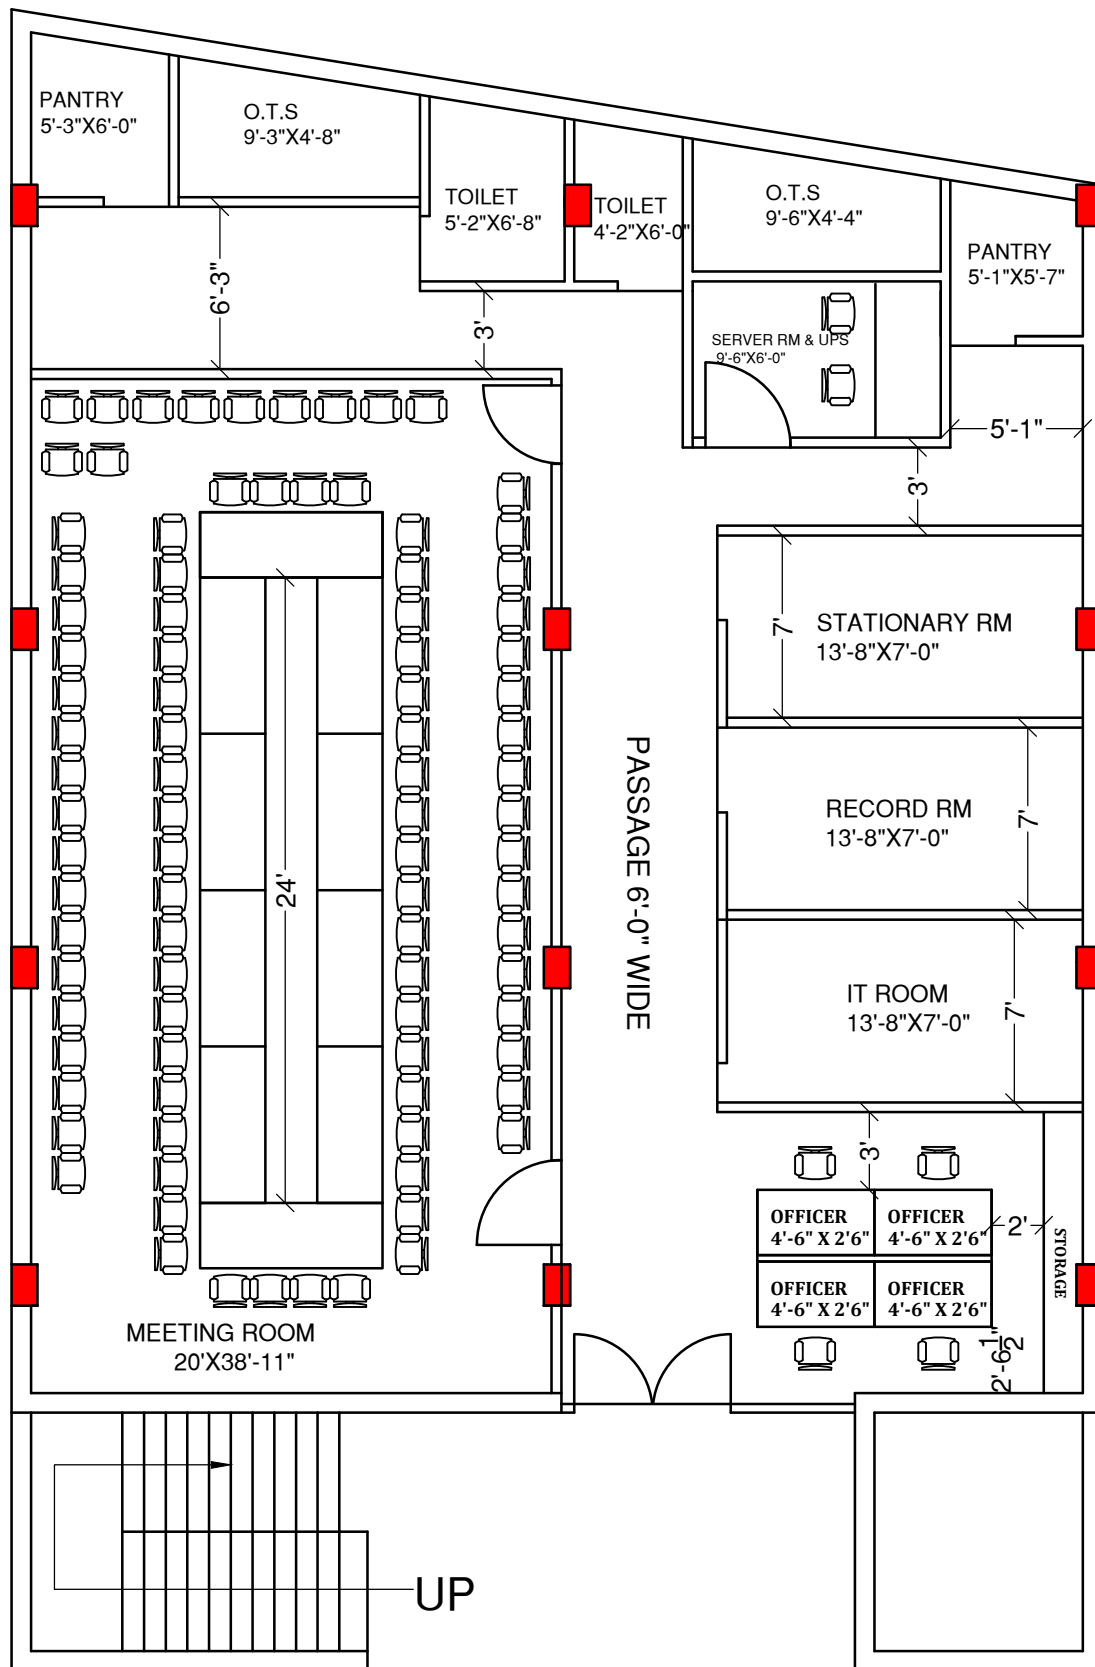 PANTRY
5'-3"X6'-0"
O.T.S
9'-3"X4'-8"
TOILET
5'-2"X6'-8"
TOILET
4'-2"X6'-0"
O.T.S
9'-6"X4'-4"
PANTRY
5'-1"X5'-7"
6'-3"
3'
SERVER RM & UPS
9'-6"X6'-0"
5'-1"
3'
7'
STATIONARY RM
13'-8"X7'-0"
PASSAGE 6'-0" WIDE
RECORD RM
13'-8"X7'-0"
7'
24'
IT ROOM
13'-8"X7'-0"
7'
3'
OFFICER
4'-6" X 2'6"
OFFICER
4'-6" X 2'6"
2'
STORAGE
OFFICER
4'-6" X 2'6"
OFFICER
4'-6" X 2'6"
2'-6 1/2"
MEETING ROOM
20'X38'-11"
UP